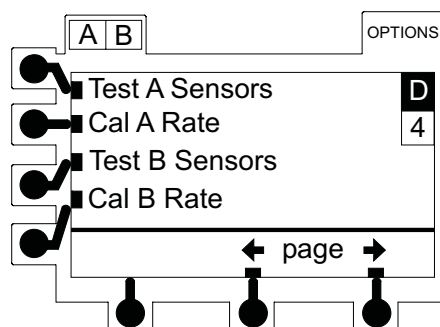 A B
OPTIONS
Test A Sensors
D
Cal A Rate
4
Test B Sensors
Cal B Rate
page